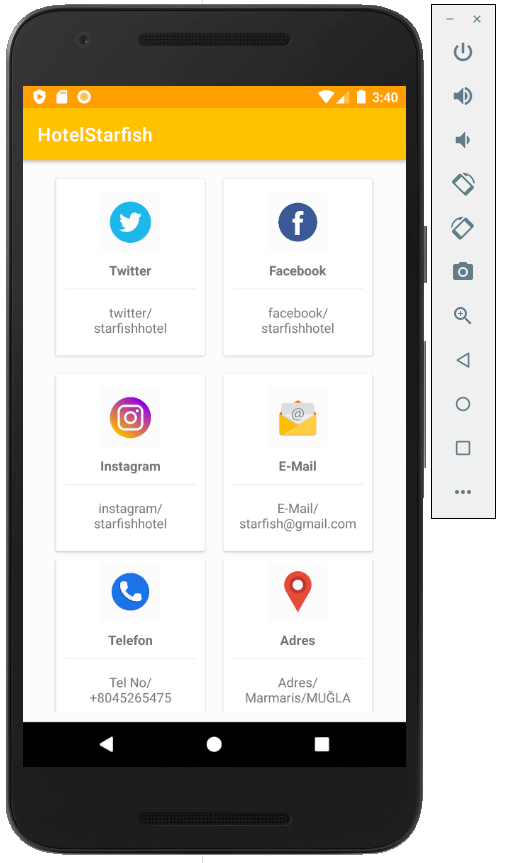 3:40
HotelStarfish
Twitter
twitter/
starfishhotel
Facebook
facebook/
starfishhotel
Instagram
instagram/
starfishhotel
E-Mail
E-Mail/
starfish@gmail.com
Telefon
Tel No/
+8045265475
Adres
Adres/
Marmaris/MUĞLA